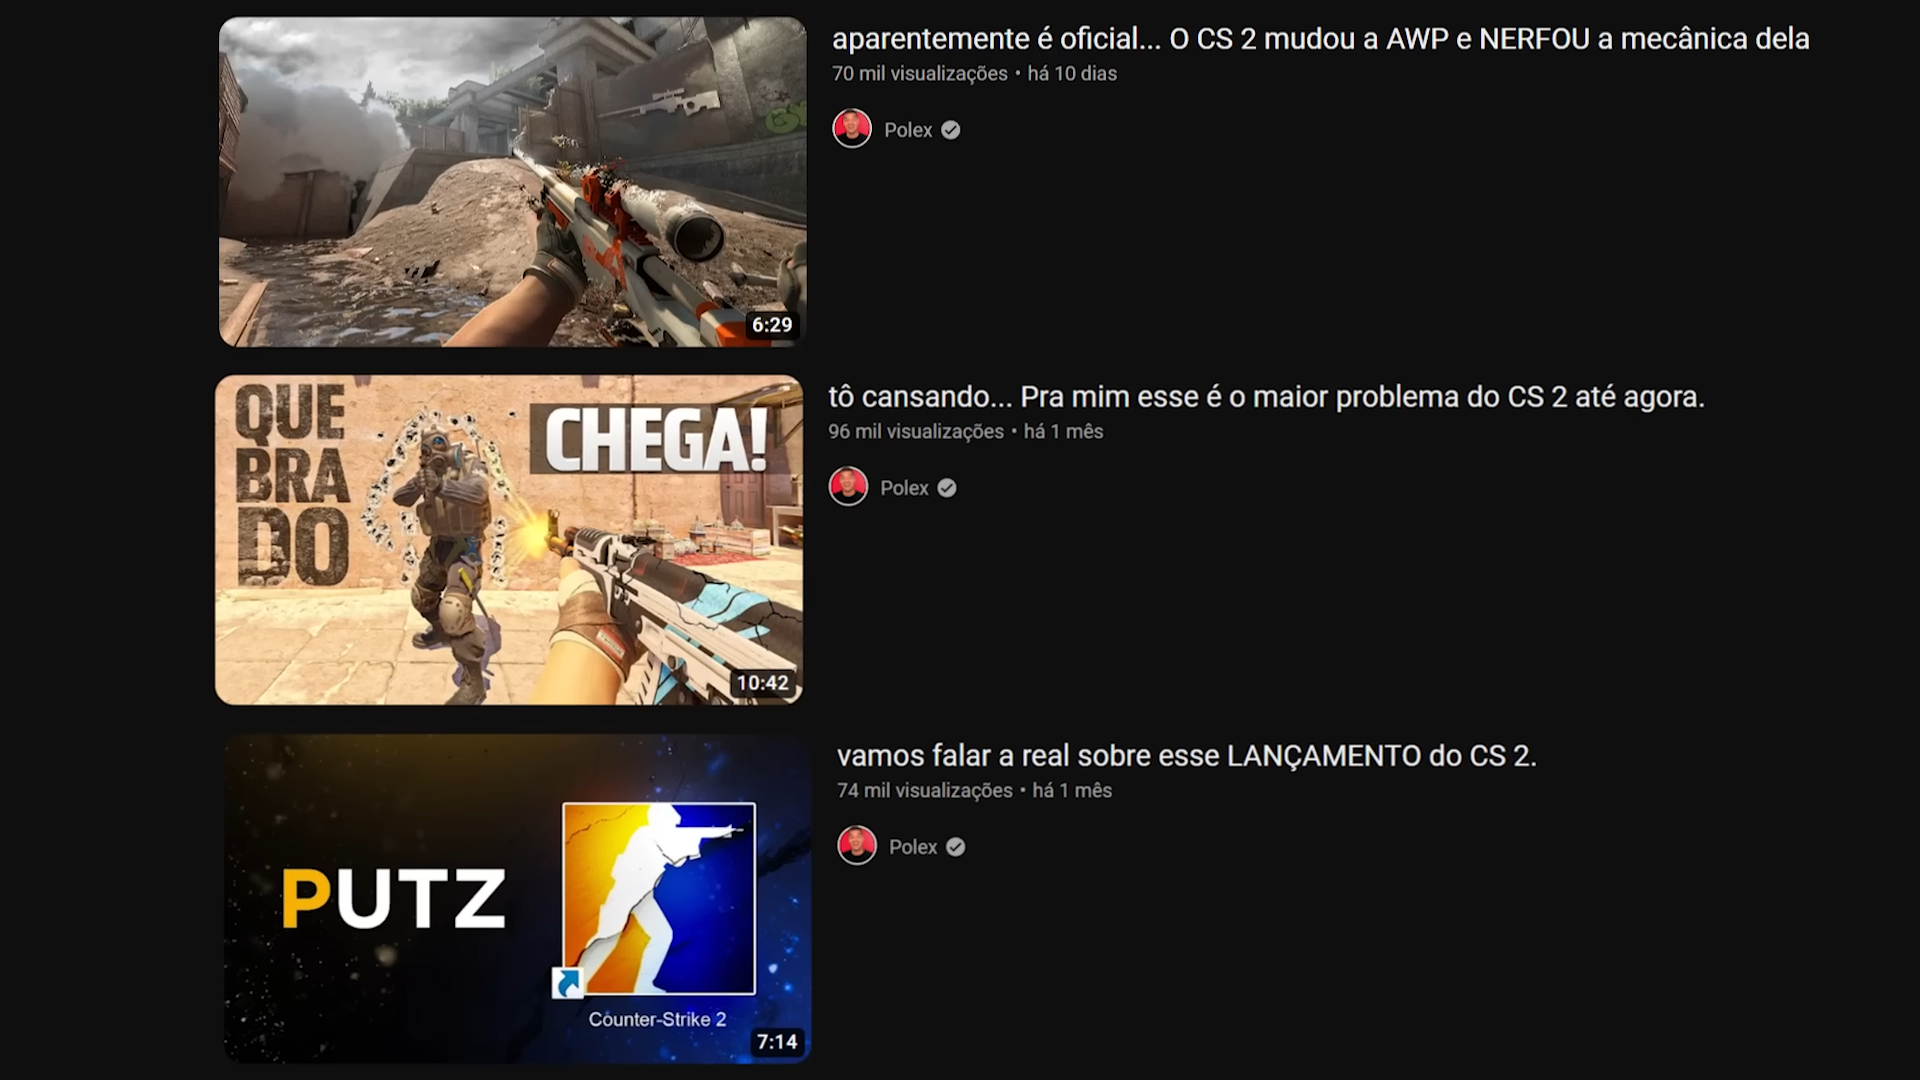 aparentemente é oficial... O CS 2 mudou a AWP e NERFOU a mecânica dela
70 mil visualizações • há 10 dias
Polex
6:29
QUE
BRA
DO
CHEGA!
10:42
tô cansando... Pra mim esse é o maior problema do CS 2 até agora.
96 mil visualizações • há 1 mês
Polex
PUTZ
Counter-Strike 2
7:14
vamos falar a real sobre esse LANÇAMENTO do CS 2.
74 mil visualizações • há 1 mês
Polex